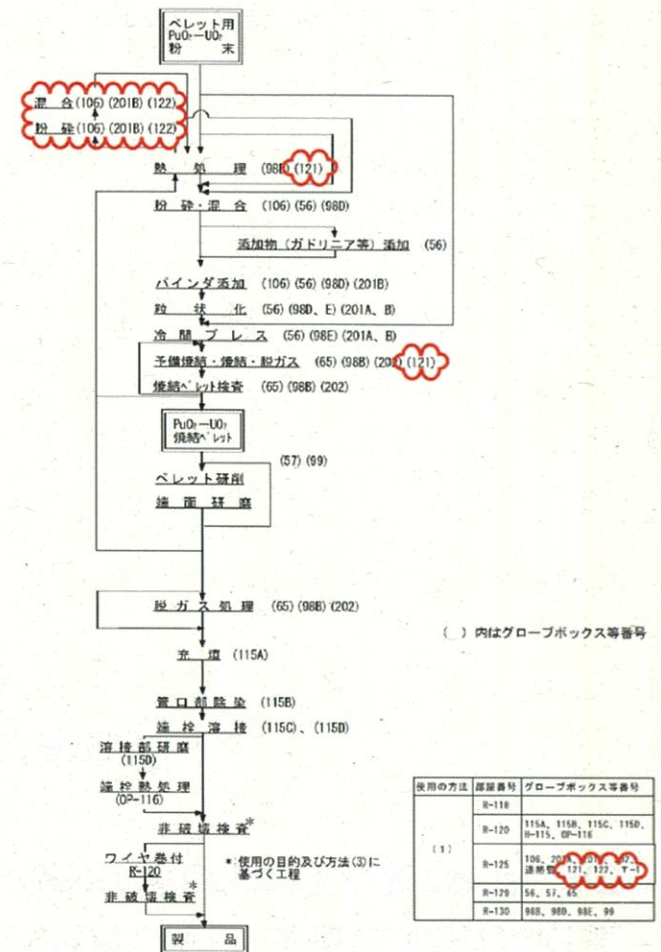 ペレット用
PuO₂－UO₂
粉　末
混 合(106)(201B)(122)
粉 砕(106)(201B)(122)
熱　処　理 (98E)(121)
粉 砕・混 合 (106)(56)(98D)
添加物（ガドリニア等）添加 (56)
バインダ添加 (106)(56)(98D)(201B)
粒　状　化 (56)(98D、E)(201A、B)
冷 間 プ レ ス (56)(98E)(201A、B)
予備焼結・焼結・脱ガス (65)(98B)(202)(121)
焼結ペレット検査 (65)(98B)(202)
PuO₂－UO₂
焼結ペレット
(57)(99)
ペレット研削
端 面 研 磨
脱 ガ ス 処 理 (65)(98B)(202)
（　）内はグローブボックス等番号
充　填 (115A)
管口部除染 (115B)
端 栓 溶 接 (115C)、(115D)
溶接部研磨
(115D)
端栓熱処理
(OP-116)
非破壊検査*
ワイヤ巻付
R-120
*:使用の目的及び方法(3)に
基づく工程
非破壊検査*
製　品
使用の方法 部屋番号 グローブボックス等番号
(1)
R-118
R-120 115A、115B、115C、115D、
H-115、OP-116
R-125 106、
121、122、T-1
R-129 56、57、65
R-130 98B、98D、98E、99